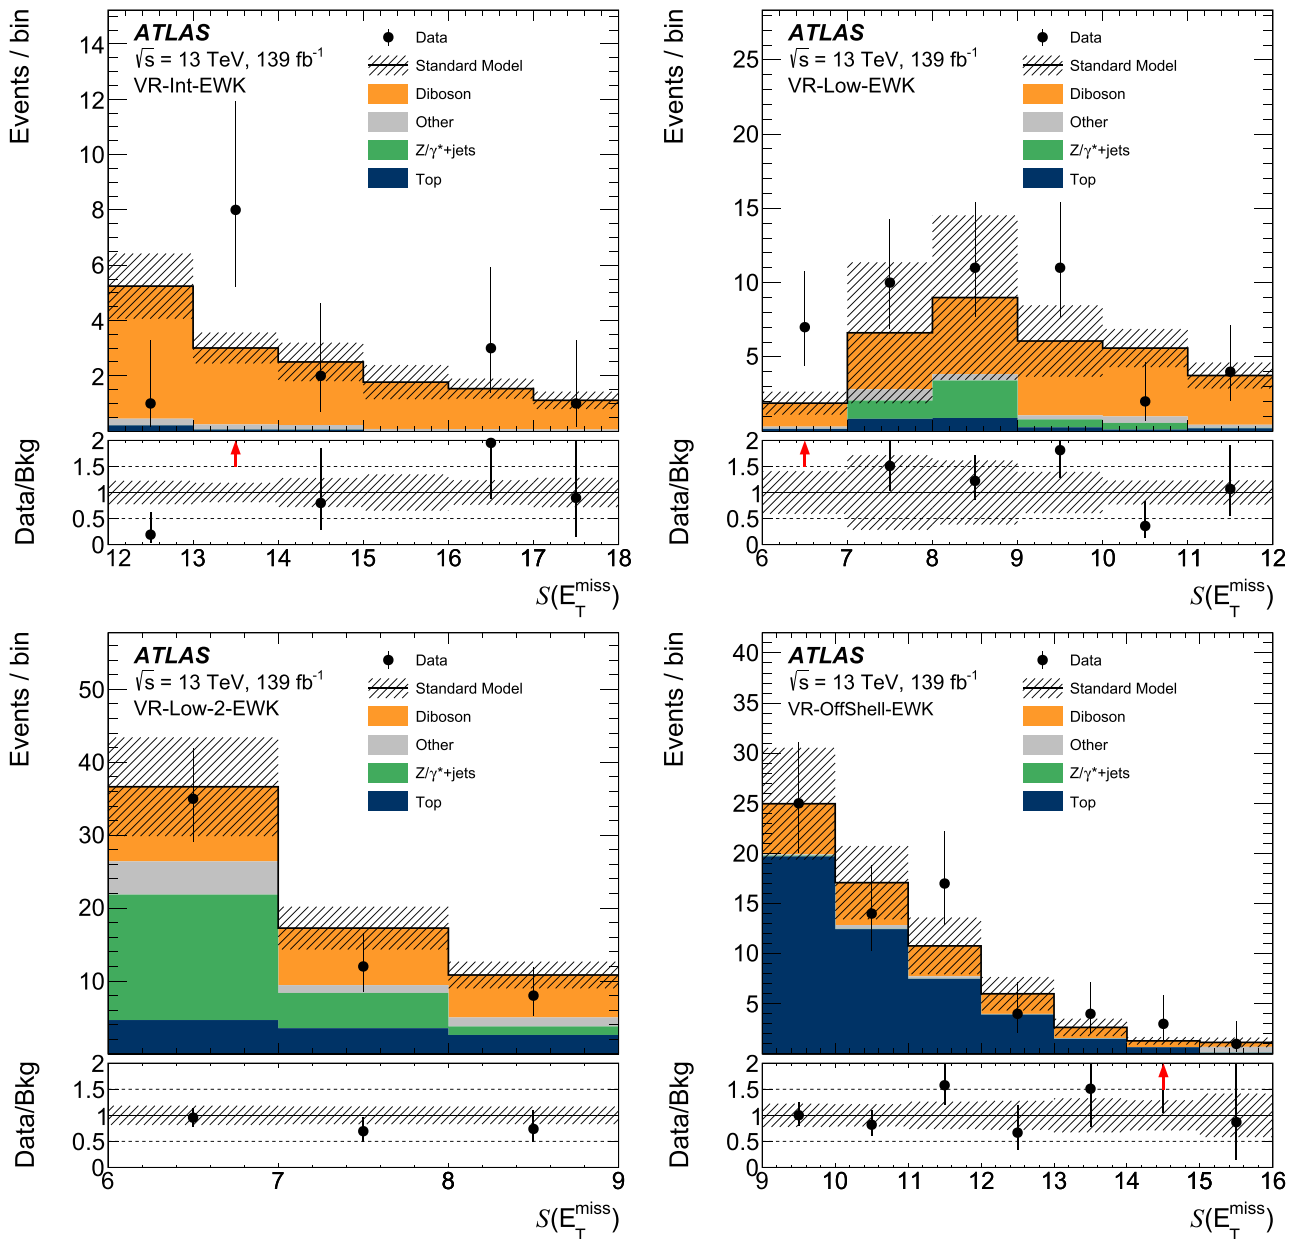 Events / bin
14
12
10
8
6
4
2
ATLAS
√s = 13 TeV, 139 fb⁻¹
VR-Int-EWK
Data
Standard Model
Diboson
Other
Z/γ*+jets
Top
Data/Bkg
2
1.5
1
0.5
0
12 13 14 15 16 17 18
S(E_T^miss)
Events / bin
25
20
15
10
5
ATLAS
√s = 13 TeV, 139 fb⁻¹
VR-Low-EWK
Data
Standard Model
Diboson
Other
Z/γ*+jets
Top
Data/Bkg
2
1.5
1
0.5
0
6 7 8 9 10 11 12
S(E_T^miss)
Events / bin
50
40
30
20
10
ATLAS
√s = 13 TeV, 139 fb⁻¹
VR-Low-2-EWK
Data
Standard Model
Diboson
Other
Z/γ*+jets
Top
Data/Bkg
2
1.5
1
0.5
0
6 7 8 9
S(E_T^miss)
Events / bin
40
35
30
25
20
15
10
5
ATLAS
√s = 13 TeV, 139 fb⁻¹
VR-OffShell-EWK
Data
Standard Model
Diboson
Other
Z/γ*+jets
Top
Data/Bkg
2
1.5
1
0.5
0
9 10 11 12 13 14 15 16
S(E_T^miss)